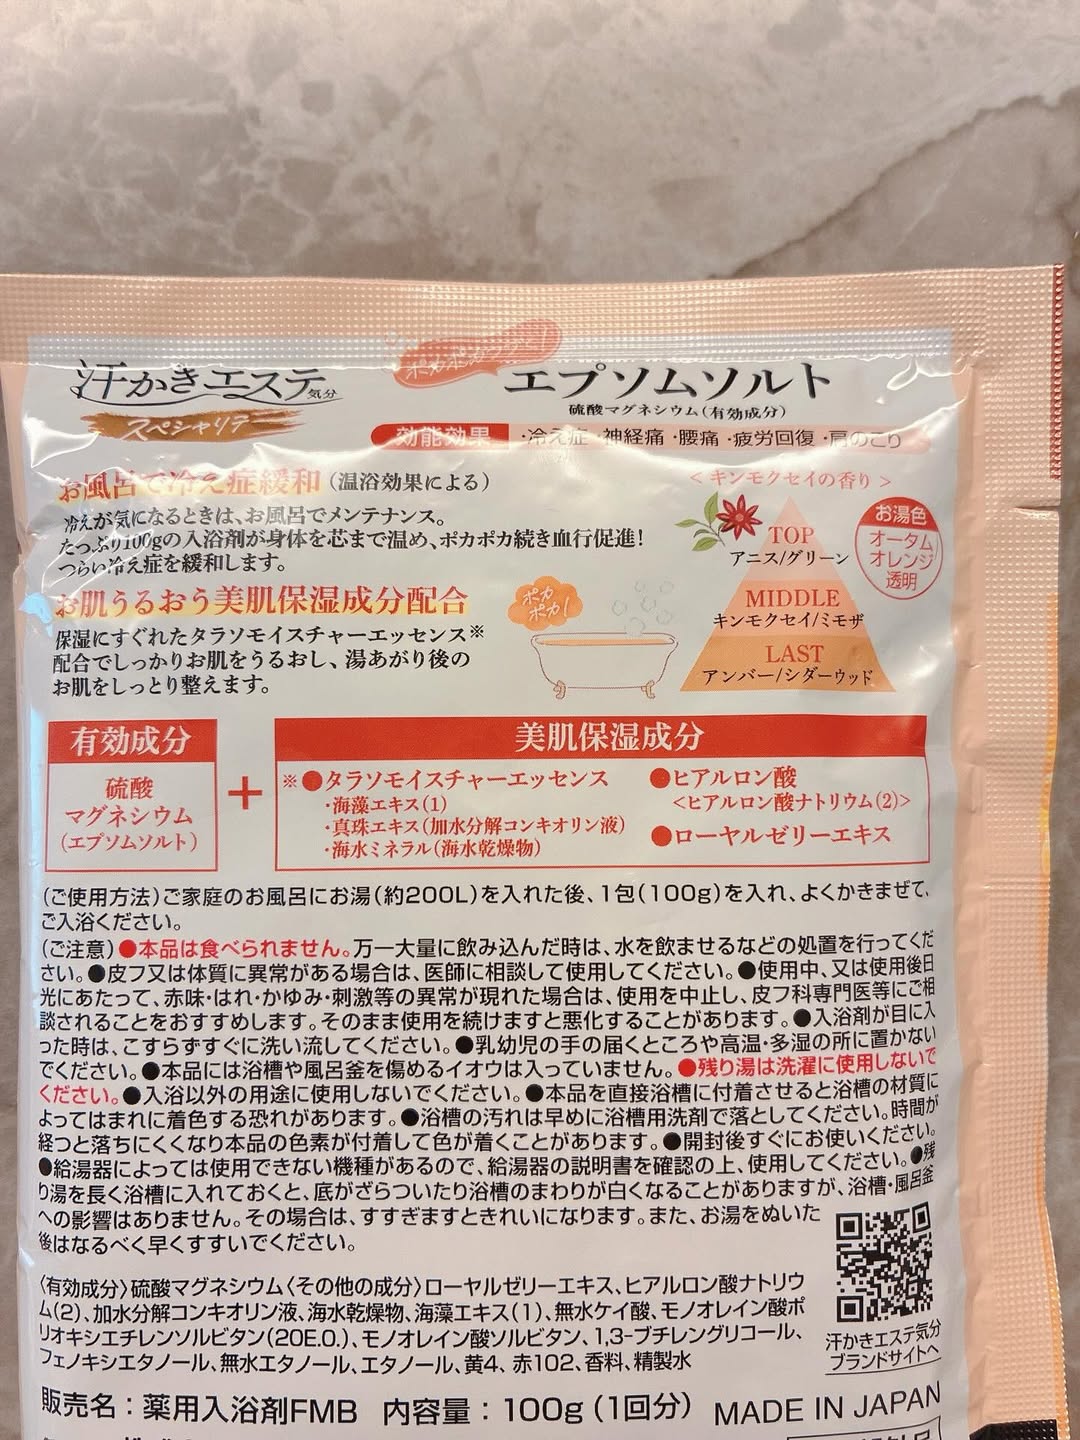 汗かきエステ気分
スペシャリテ
エプソムソルト
硫酸マグネシウム(有効成分)
効能効果 ・冷え症・神経痛・腰痛・疲労回復・肩のこり
お風呂で冷え症緩和(温浴効果による)
冷えが気になるときは、お風呂でメンテナンス。
たっぷり100gの入浴剤が身体を芯まで温め、ポカポカ続き血行促進!
つらい冷え症を緩和します。
お肌うるおう美肌保湿成分配合
保湿にすぐれたタラソモイスチャーエッセンス※
配合でしっかりお肌をうるおし、湯あがり後の
お肌をしっとり整えます。
ポカ
ポカ!
<キンモクセイの香り>
TOP
アニス/グリーン
MIDDLE
キンモクセイ/ミモザ
LAST
アンバー/シダーウッド
お湯色
オータム
オレンジ
透明
有効成分
硫酸
マグネシウム
(エプソムソルト)
+
美肌保湿成分
※●タラソモイスチャーエッセンス
・海藻エキス(1)
・真珠エキス(加水分解コンキオリン液)
・海水ミネラル(海水乾燥物)
●ヒアルロン酸
<ヒアルロン酸ナトリウム(2)>
●ローヤルゼリーエキス
(ご使用方法)ご家庭のお風呂にお湯(約200L)を入れた後、1包(100g)を入れ、よくかきまぜて、
ご入浴ください。
(ご注意)●本品は食べられません。万一大量に飲み込んだ時は、水を飲ませるなどの処置を行ってくだ
さい。●皮フ又は体質に異常がある場合は、医師に相談して使用してください。●使用中、又は使用後日
光にあたって、赤味・はれ・かゆみ・刺激等の異常が現れた場合は、使用を中止し、皮フ科専門医等にご相
談されることをおすすめします。そのまま使用を続けますと悪化することがあります。●入浴剤が目に入
った時は、こすらずすぐに洗い流してください。●乳幼児の手の届くところや高温・多湿の所に置かない
でください。●本品には浴槽や風呂釜を傷めるイオウは入っていません。●残り湯は洗濯に使用しないで
ください。●入浴以外の用途に使用しないでください。●本品を直接浴槽に付着させると浴槽の材質に
よってはまれに着色する恐れがあります。●浴槽の汚れは早めに浴槽用洗剤で落としてください。時間が
経つと落ちにくくなり本品の色素が付着して色が着くことがあります。●開封後すぐにお使いください。
●給湯器によっては使用できない機種があるので、給湯器の説明書を確認の上、使用してください。●残
り湯を長く浴槽に入れておくと、底がざらついたり浴槽のまわりが白くなることがありますが、浴槽・風呂釜
への影響はありません。その場合は、すすぎますときれいになります。また、お湯をぬいた
後はなるべく早くすすいでください。
〈有効成分〉硫酸マグネシウム〈その他の成分〉ローヤルゼリーエキス、ヒアルロン酸ナトリウ
ム(2)、加水分解コンキオリン液、海水乾燥物、海藻エキス(1)、無水ケイ酸、モノオレイン酸ポ
リオキシエチレンソルビタン(20E.O.)、モノオレイン酸ソルビタン、1,3-ブチレングリコール、
フェノキシエタノール、無水エタノール、エタノール、黄4、赤102、香料、精製水
汗かきエステ気分
ブランドサイトへ
販売名：薬用入浴剤FMB 内容量：100g(1回分) MADE IN JAPAN